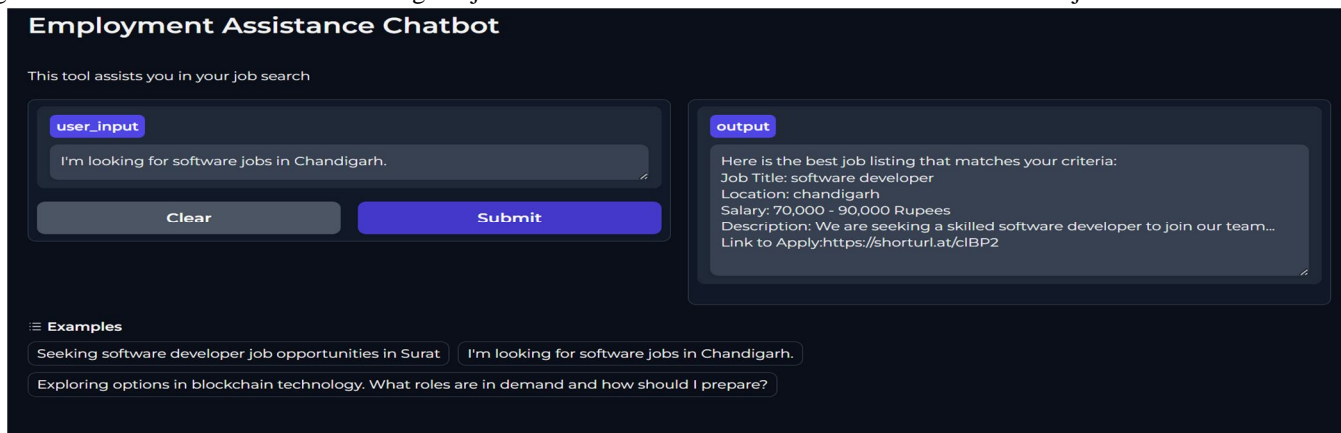 Employment Assistance Chatbot
This tool assists you in your job search
user_input
I'm looking for software jobs in Chandigarh.
Clear
Submit
output
Here is the best job listing that matches your criteria:
Job Title: software developer
Location: chandigarh
Salary: 70,000 - 90,000 Rupees
Description: We are seeking a skilled software developer to join our team...
Link to Apply:https://shorturl.at/clBP2
Examples
Seeking software developer job opportunities in Surat
I'm looking for software jobs in Chandigarh.
Exploring options in blockchain technology. What roles are in demand and how should I prepare?